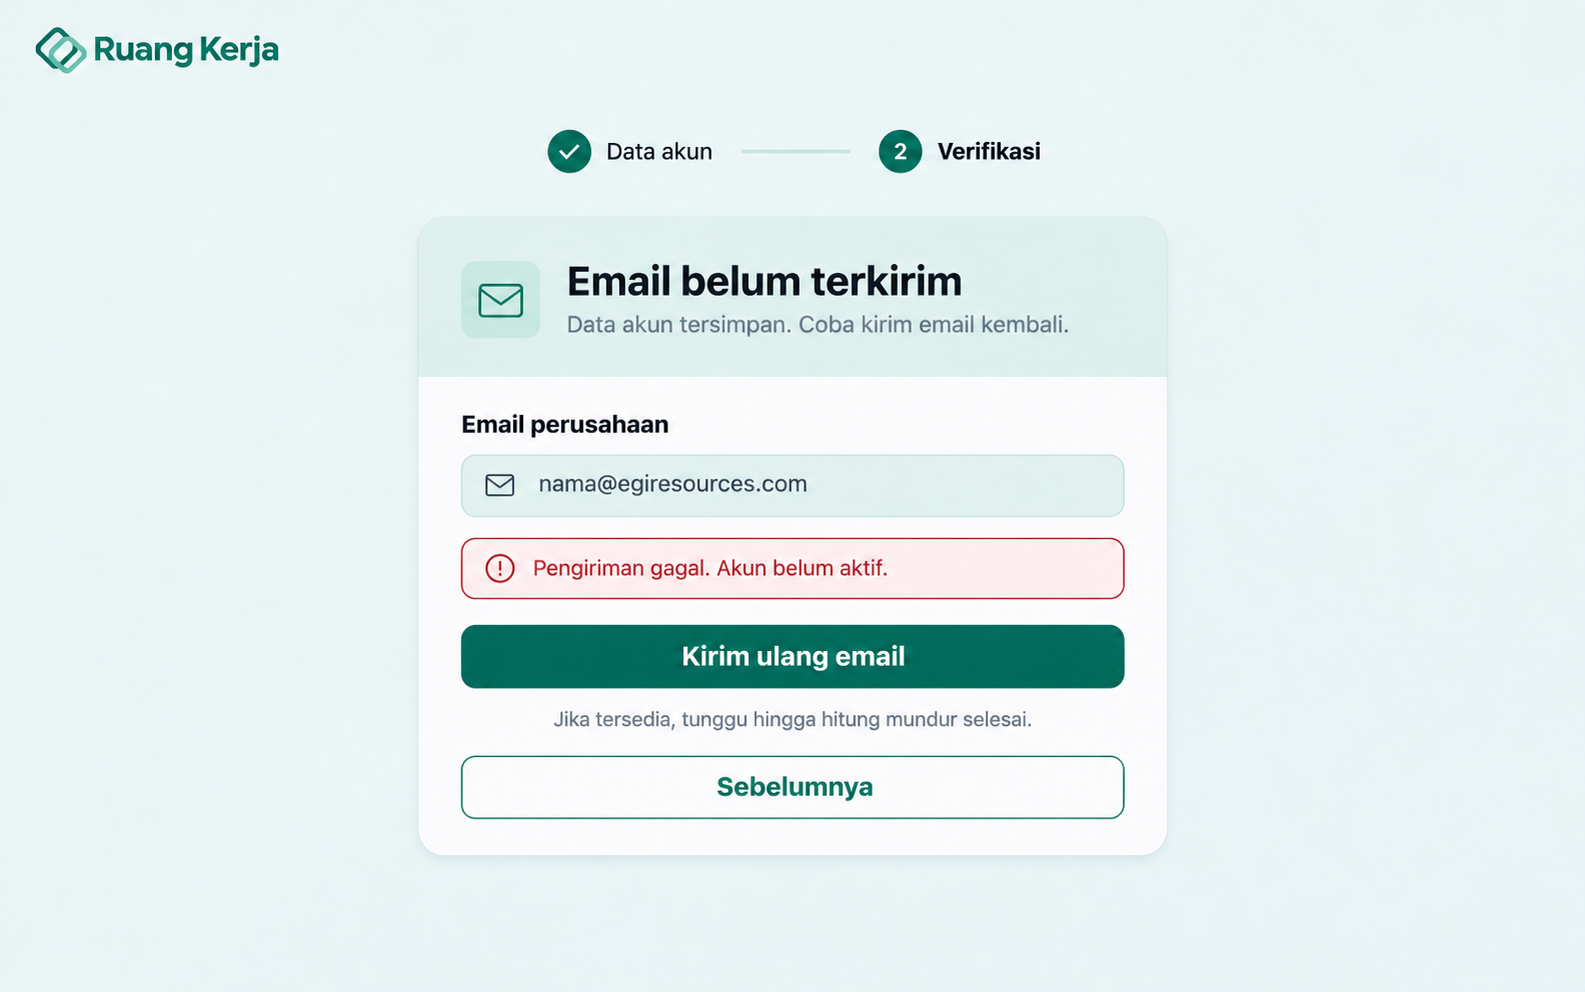 Ruang Kerja
Data akun
2 Verifikasi
Email belum terkirim
Data akun tersimpan. Coba kirim email kembali.
Email perusahaan
nama@egiresources.com
Pengiriman gagal. Akun belum aktif.
Kirim ulang email
Jika tersedia, tunggu hingga hitung mundur selesai.
Sebelumnya